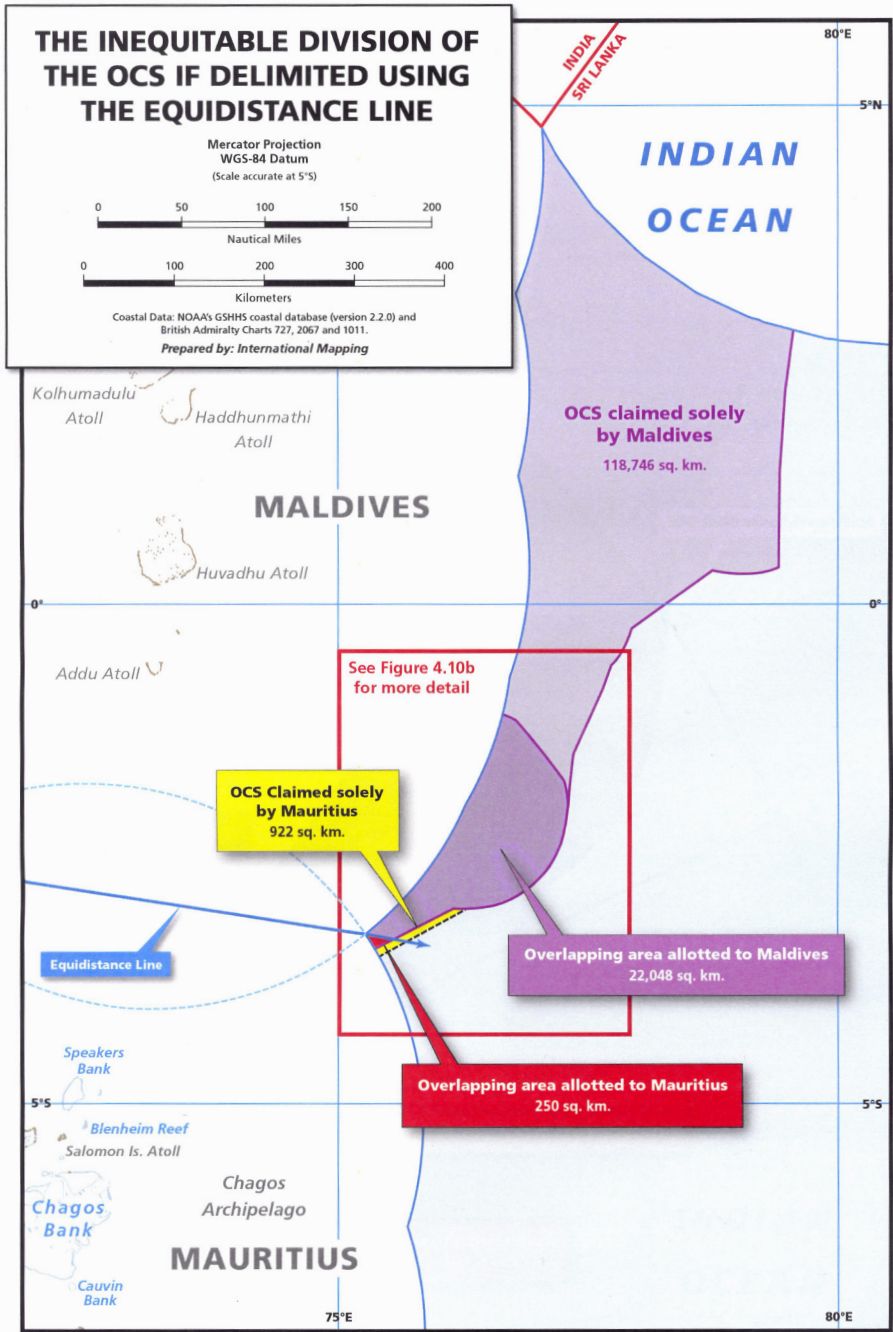 THE INEQUITABLE DIVISION OF
THE OCS IF DELIMITED USING
THE EQUIDISTANCE LINE
Mercator Projection
WGS-84 Datum
(Scale accurate at 5°S)
0 50 100 150 200
Nautical Miles
0 100 200 300 400
Kilometers
Coastal Data: NOAA's GSHHS coastal database (version 2.2.0) and
British Admiralty Charts 727, 2067 and 1011.
Prepared by: International Mapping
INDIA
SRI LANKA
80°E
5°N
INDIAN
OCEAN
Kolhumadulu
Atoll
Haddhunmathi
Atoll
OCS claimed solely
by Maldives
118,746 sq. km.
MALDIVES
Huvadhu Atoll
0°
0°
Addu Atoll
See Figure 4.10b
for more detail
OCS Claimed solely
by Mauritius
922 sq. km.
Equidistance Line
Overlapping area allotted to Maldives
22,048 sq. km.
Speakers
Bank
Overlapping area allotted to Mauritius
250 sq. km.
5°S
5°S
Blenheim Reef
Salomon Is. Atoll
Chagos
Archipelago
Chagos
Bank
MAURITIUS
Cauvin
Bank
75°E
80°E